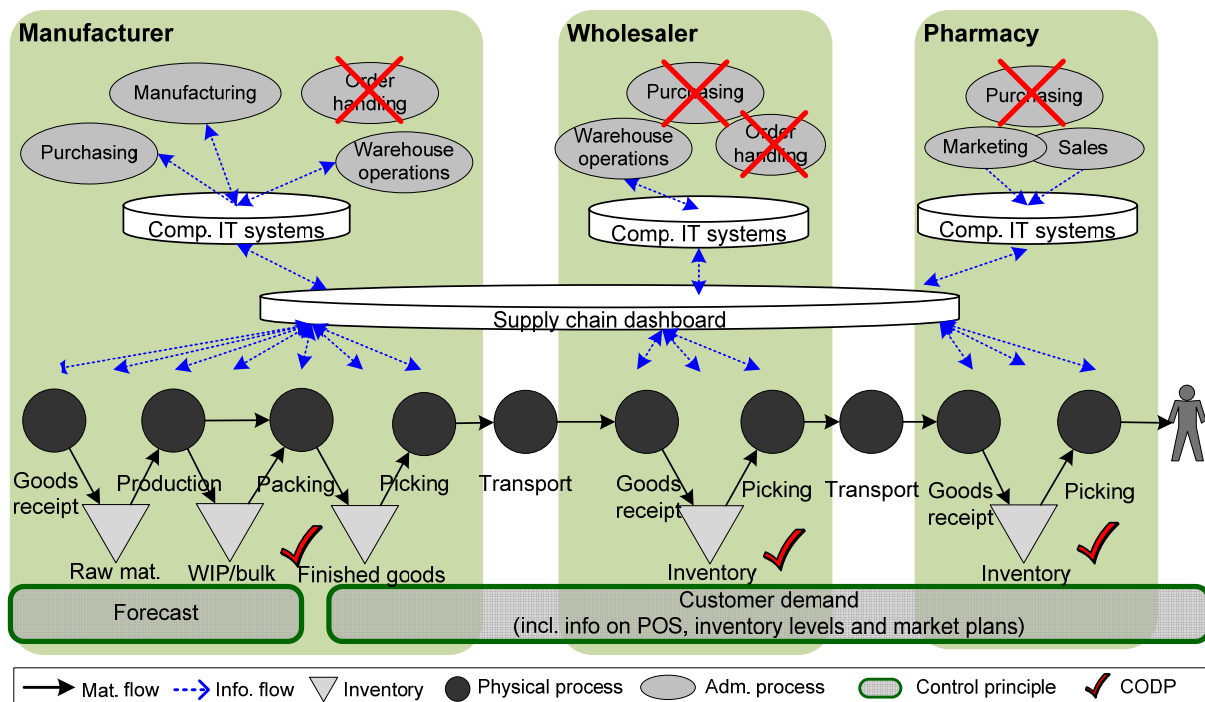 Manufacturer
Wholesaler
Pharmacy
Manufacturing
Order
handling
Purchasing
Warehouse
operations
Purchasing
Warehouse
operations
Order
handling
Purchasing
Marketing
Sales
Comp. IT systems
Comp. IT systems
Comp. IT systems
Supply chain dashboard
Goods
receipt
Production
Packing
Picking
Transport
Goods
receipt
Picking
Transport
Goods
receipt
Picking
Raw mat.
WIP/bulk
Finished goods
Inventory
Inventory
Forecast
Customer demand
(incl. info on POS, inventory levels and market plans)
Mat. flow
Info. flow
Inventory
Physical process
Adm. process
Control principle
CODP